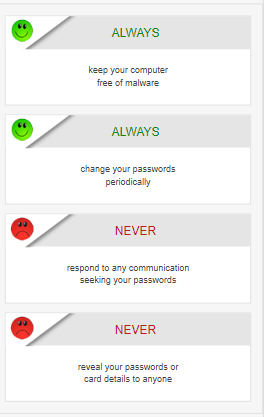 ALWAYS
keep your computer
free of malware
ALWAYS
change your passwords
periodically
NEVER
respond to any communication
seeking your passwords
NEVER
reveal your passwords or
card details to anyone